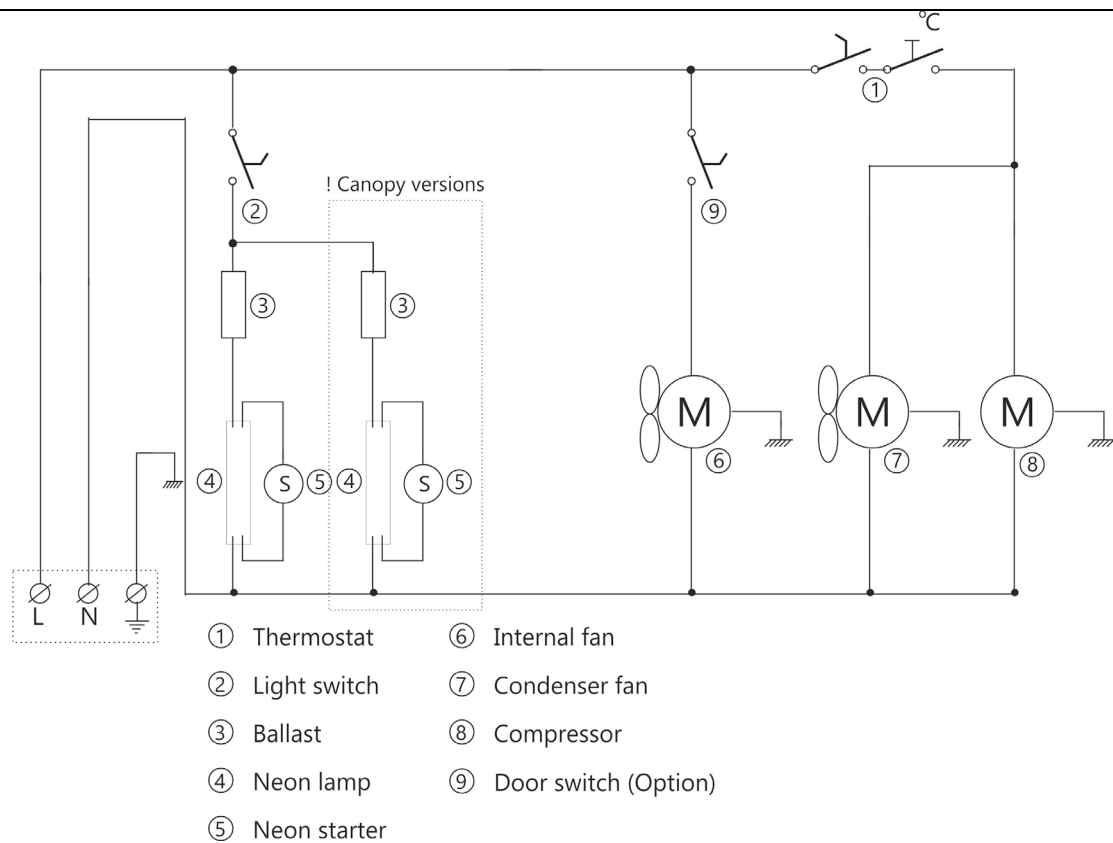 °C
①
! Canopy versions
②
⑨
③
③
M
M
M
④
S
⑤
④
S
⑤
⑥
⑦
⑧
L
N
① Thermostat
② Light switch
③ Ballast
④ Neon lamp
⑤ Neon starter
⑥ Internal fan
⑦ Condenser fan
⑧ Compressor
⑨ Door switch (Option)